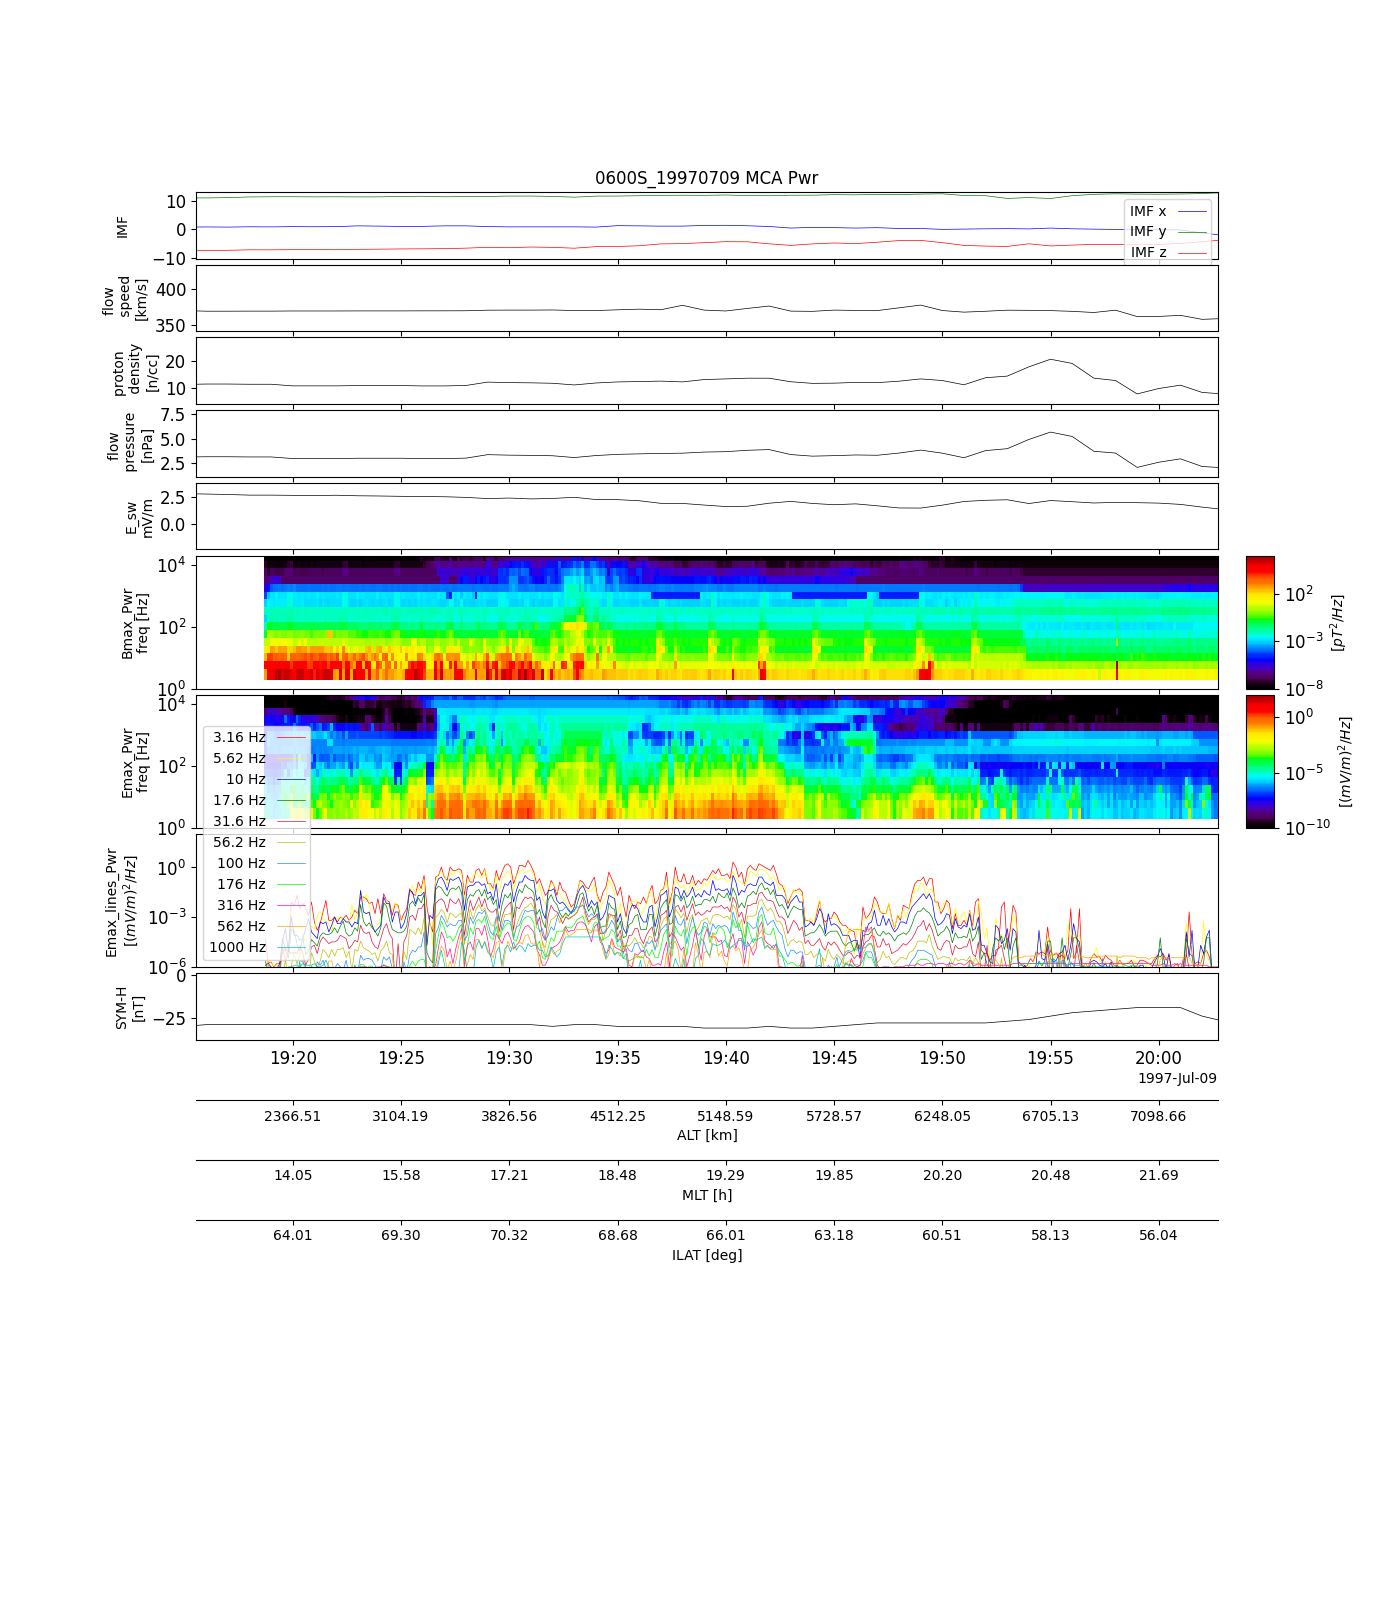 0600S_19970709 MCA Pwr
10
0
−10
IMF
IMF x
IMF y
IMF z
400
350
flow
speed
[km/s]
20
10
proton
density
[n/cc]
7.5
5.0
2.5
flow
pressure
[nPa]
2.5
0.0
E_sw
mV/m
10^4
10^2
10^0
Bmax_Pwr
freq [Hz]
10^2
10^−3
10^−8
[pT^2/Hz]
10^4
10^2
10^0
Emax_Pwr
freq [Hz]
10^0
10^−5
10^−10
[(mV/m)^2/Hz]
3.16 Hz
5.62 Hz
10 Hz
17.6 Hz
31.6 Hz
56.2 Hz
100 Hz
176 Hz
316 Hz
562 Hz
1000 Hz
10^0
10^−3
10^−6
Emax_lines_Pwr
[(mV/m)^2/Hz]
0
−25
SYM-H
[nT]
19:20 19:25 19:30 19:35 19:40 19:45 19:50 19:55 20:00
1997-Jul-09
2366.51 3104.19 3826.56 4512.25 5148.59 5728.57 6248.05 6705.13 7098.66
ALT [km]
14.05 15.58 17.21 18.48 19.29 19.85 20.20 20.48 21.69
MLT [h]
64.01 69.30 70.32 68.68 66.01 63.18 60.51 58.13 56.04
ILAT [deg]